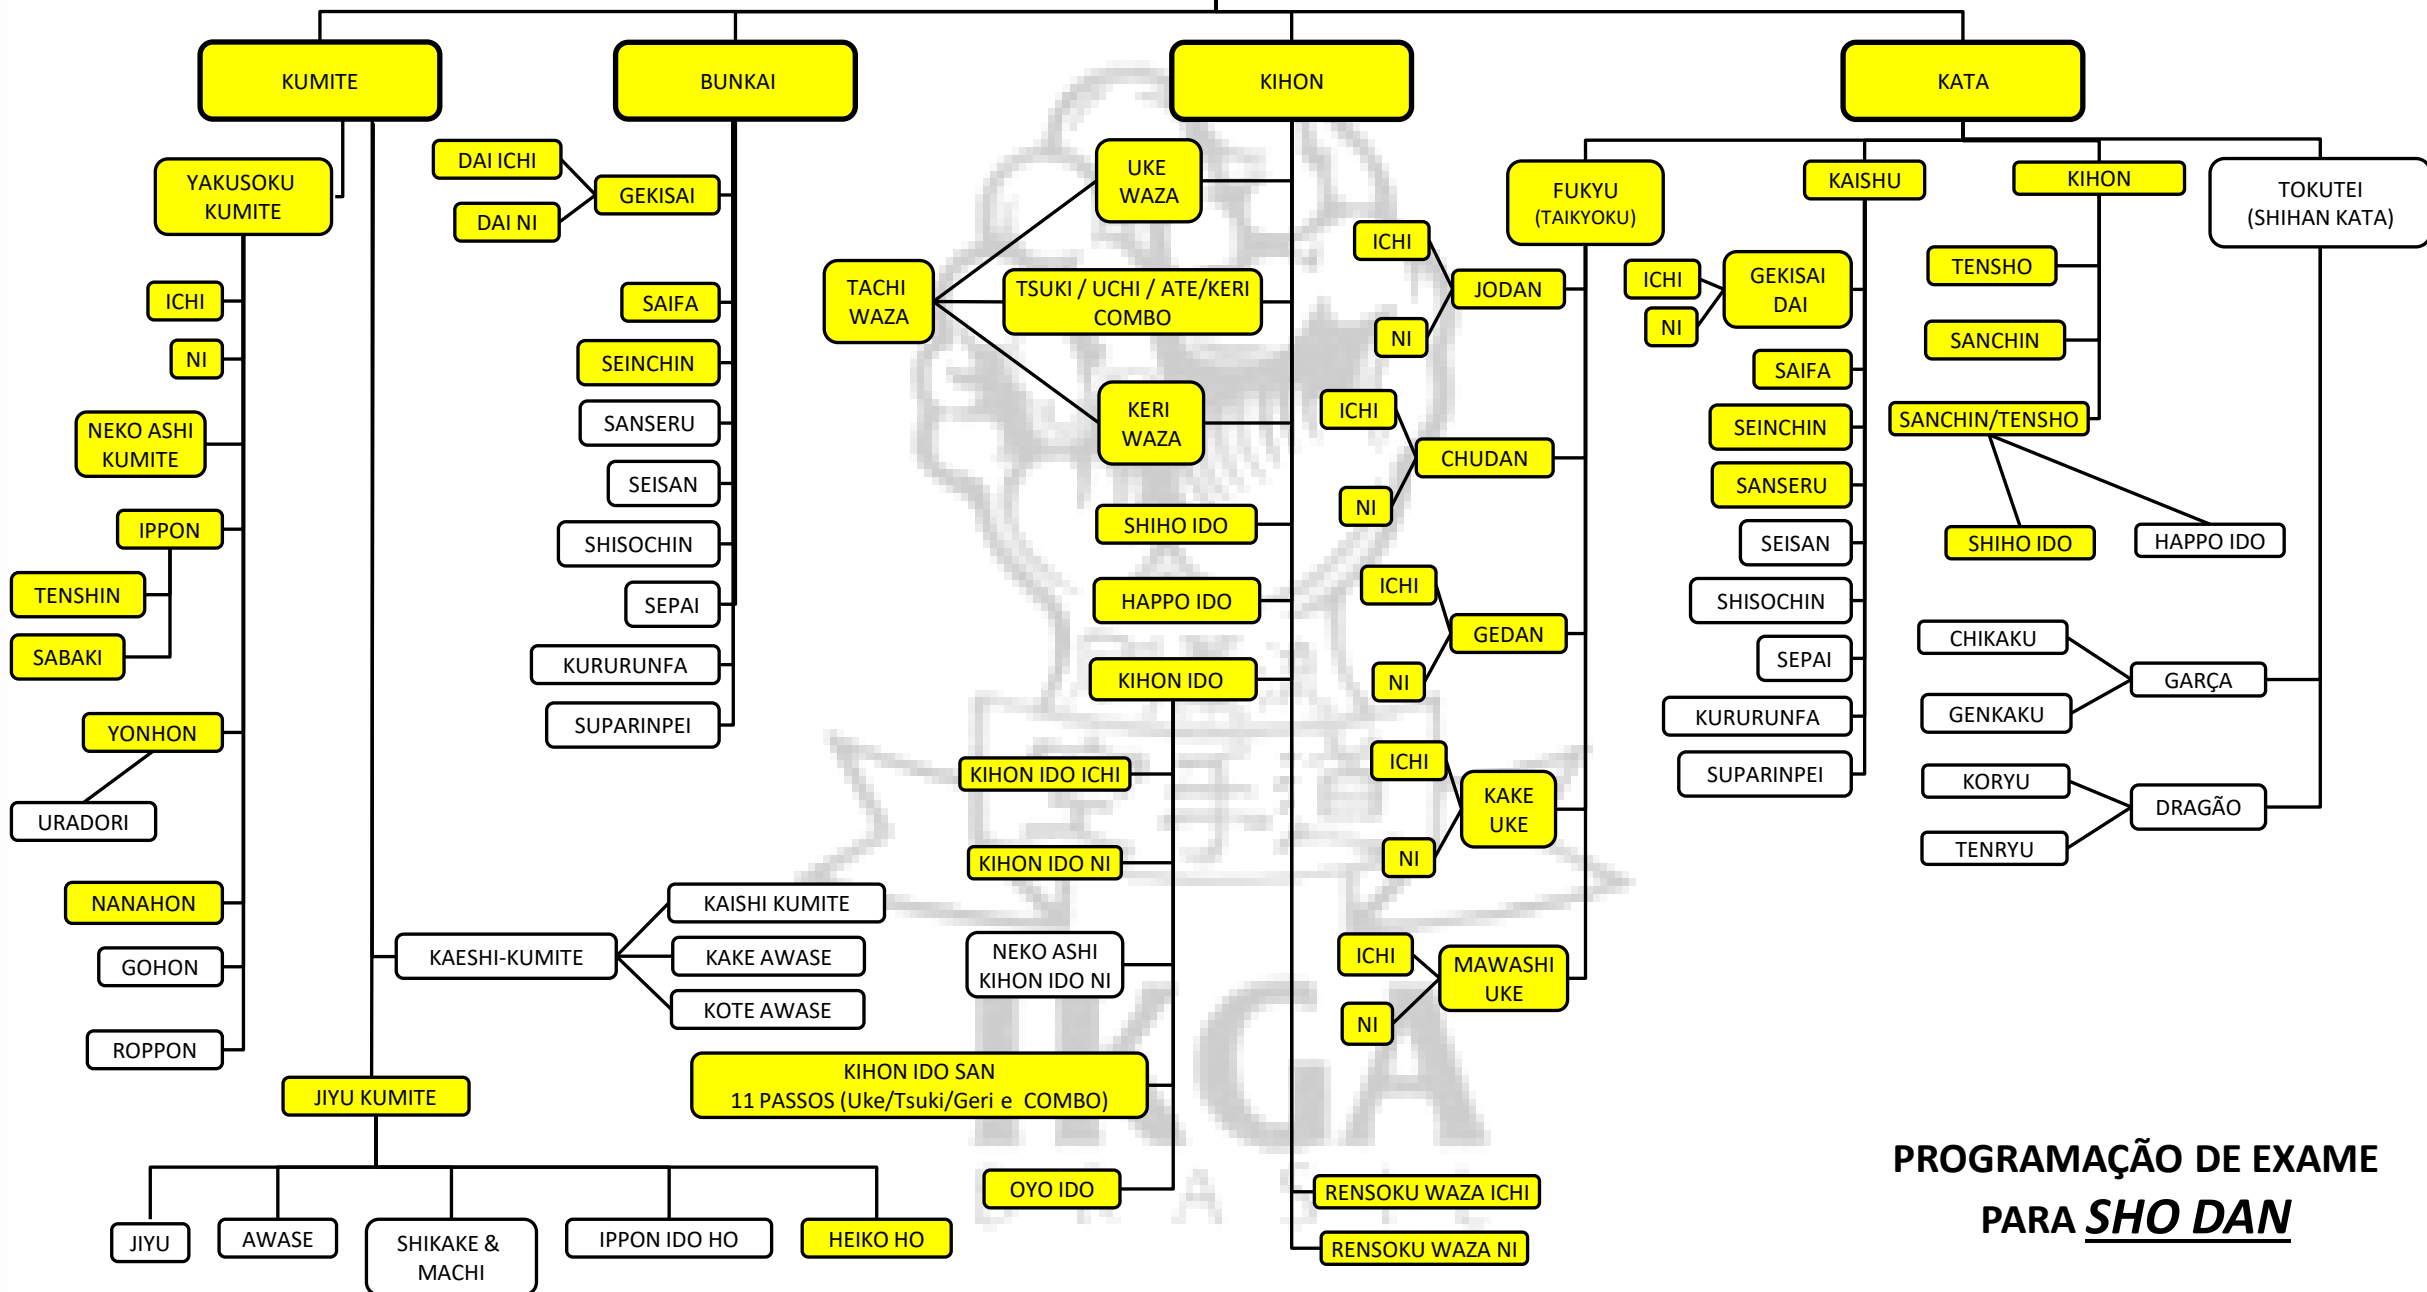 KUMITE
BUNKAI
KIHON
KATA
YAKUSOKU
KUMITE
ICHI
NI
NEKO ASHI
KUMITE
IPPON
TENSHIN
SABAKI
YONHON
URADORI
NANAHON
GOHON
ROPPON
KAESHI-KUMITE
KAISHI KUMITE
KAKE AWASE
KOTE AWASE
JIYU KUMITE
JIYU
AWASE
SHIKAKE &
MACHI
IPPON IDO HO
HEIKO HO
DAI ICHI
DAI NI
GEKISAI
SAIFA
SEINCHIN
SANSERU
SEISAN
SHISOCHIN
SEPAI
KURURUNFA
SUPARINPEI
TACHI
WAZA
UKE
WAZA
TSUKI / UCHI / ATE/KERI
COMBO
KERI
WAZA
SHIHO IDO
HAPPO IDO
KIHON IDO
KIHON IDO ICHI
KIHON IDO NI
NEKO ASHI
KIHON IDO NI
KIHON IDO SAN
11 PASSOS (Uke/Tsuki/Geri e COMBO)
OYO IDO
RENSOKU WAZA ICHI
RENSOKU WAZA NI
FUKYU
(TAIKYOKU)
ICHI
NI
JODAN
ICHI
NI
CHUDAN
ICHI
NI
GEDAN
ICHI
NI
KAKE
UKE
ICHI
NI
MAWASHI
UKE
KAISHU
ICHI
NI
GEKISAI
DAI
SAIFA
SEINCHIN
SANSERU
SEISAN
SHISOCHIN
SEPAI
KURURUNFA
SUPARINPEI
KIHON
TENSHO
SANCHIN
SANCHIN/TENSHO
SHIHO IDO
HAPPO IDO
TOKUTEI
(SHIHAN KATA)
CHIKAKU
GENKAKU
GARÇA
KORYU
TENRYU
DRAGÃO
IKGA
BRASIL
PROGRAMAÇÃO DE EXAME
PARA SHO DAN